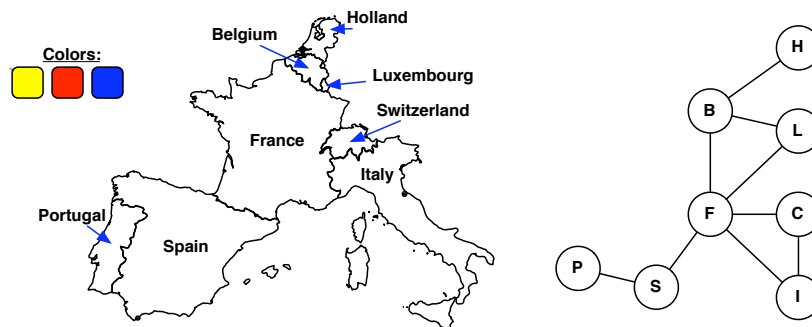 Colors:
Holland
Belgium
Luxembourg
Switzerland
France
Italy
Portugal
Spain
H
B
L
F
C
P
S
I